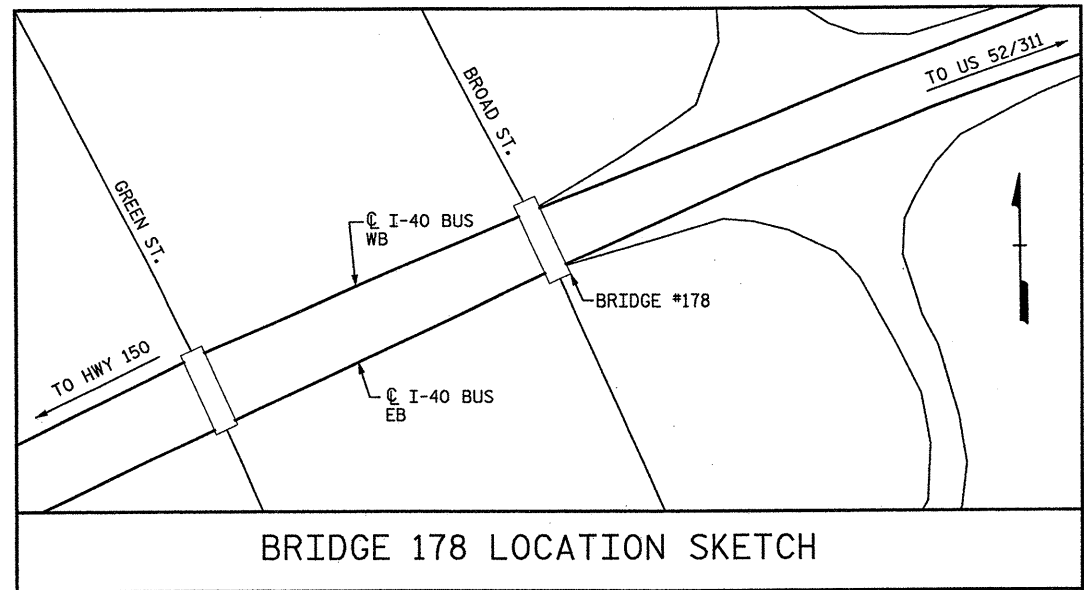 TO US 52/311
BROAD ST.
GREEN ST.
℄ I-40 BUS
WB
BRIDGE #178
TO HWY 150
℄ I-40 BUS
EB
BRIDGE 178 LOCATION SKETCH